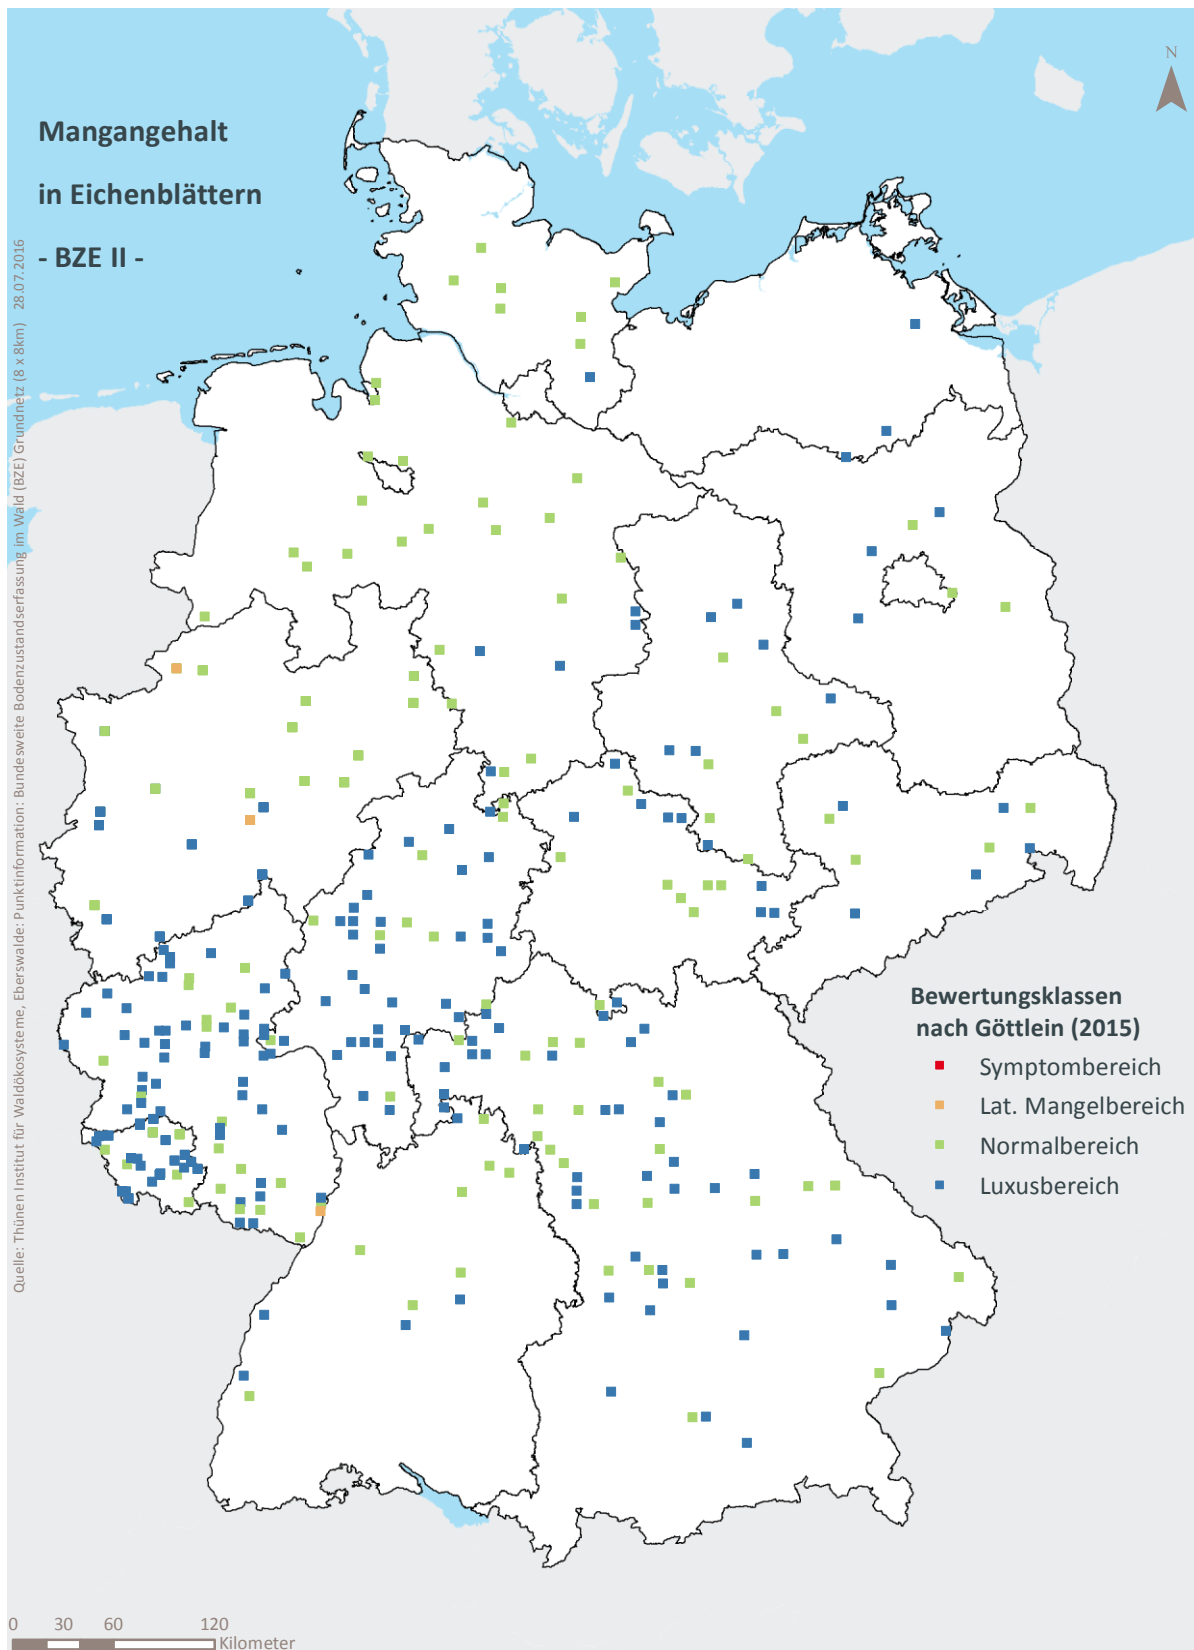 Mangangehalt
in Eichenblättern
- BZE II -
N
Quelle: Thünen Institut für Waldökosysteme, Eberswalde: Punktinformation: Bundesweite Bodenzustandserfassung im Wald (BZE) Grundnetz (8 x 8km) 28.07.2016
Bewertungsklassen
nach Göttlein (2015)
Symptombereich
Lat. Mangelbereich
Normalbereich
Luxusbereich
0 30 60 120
Kilometer